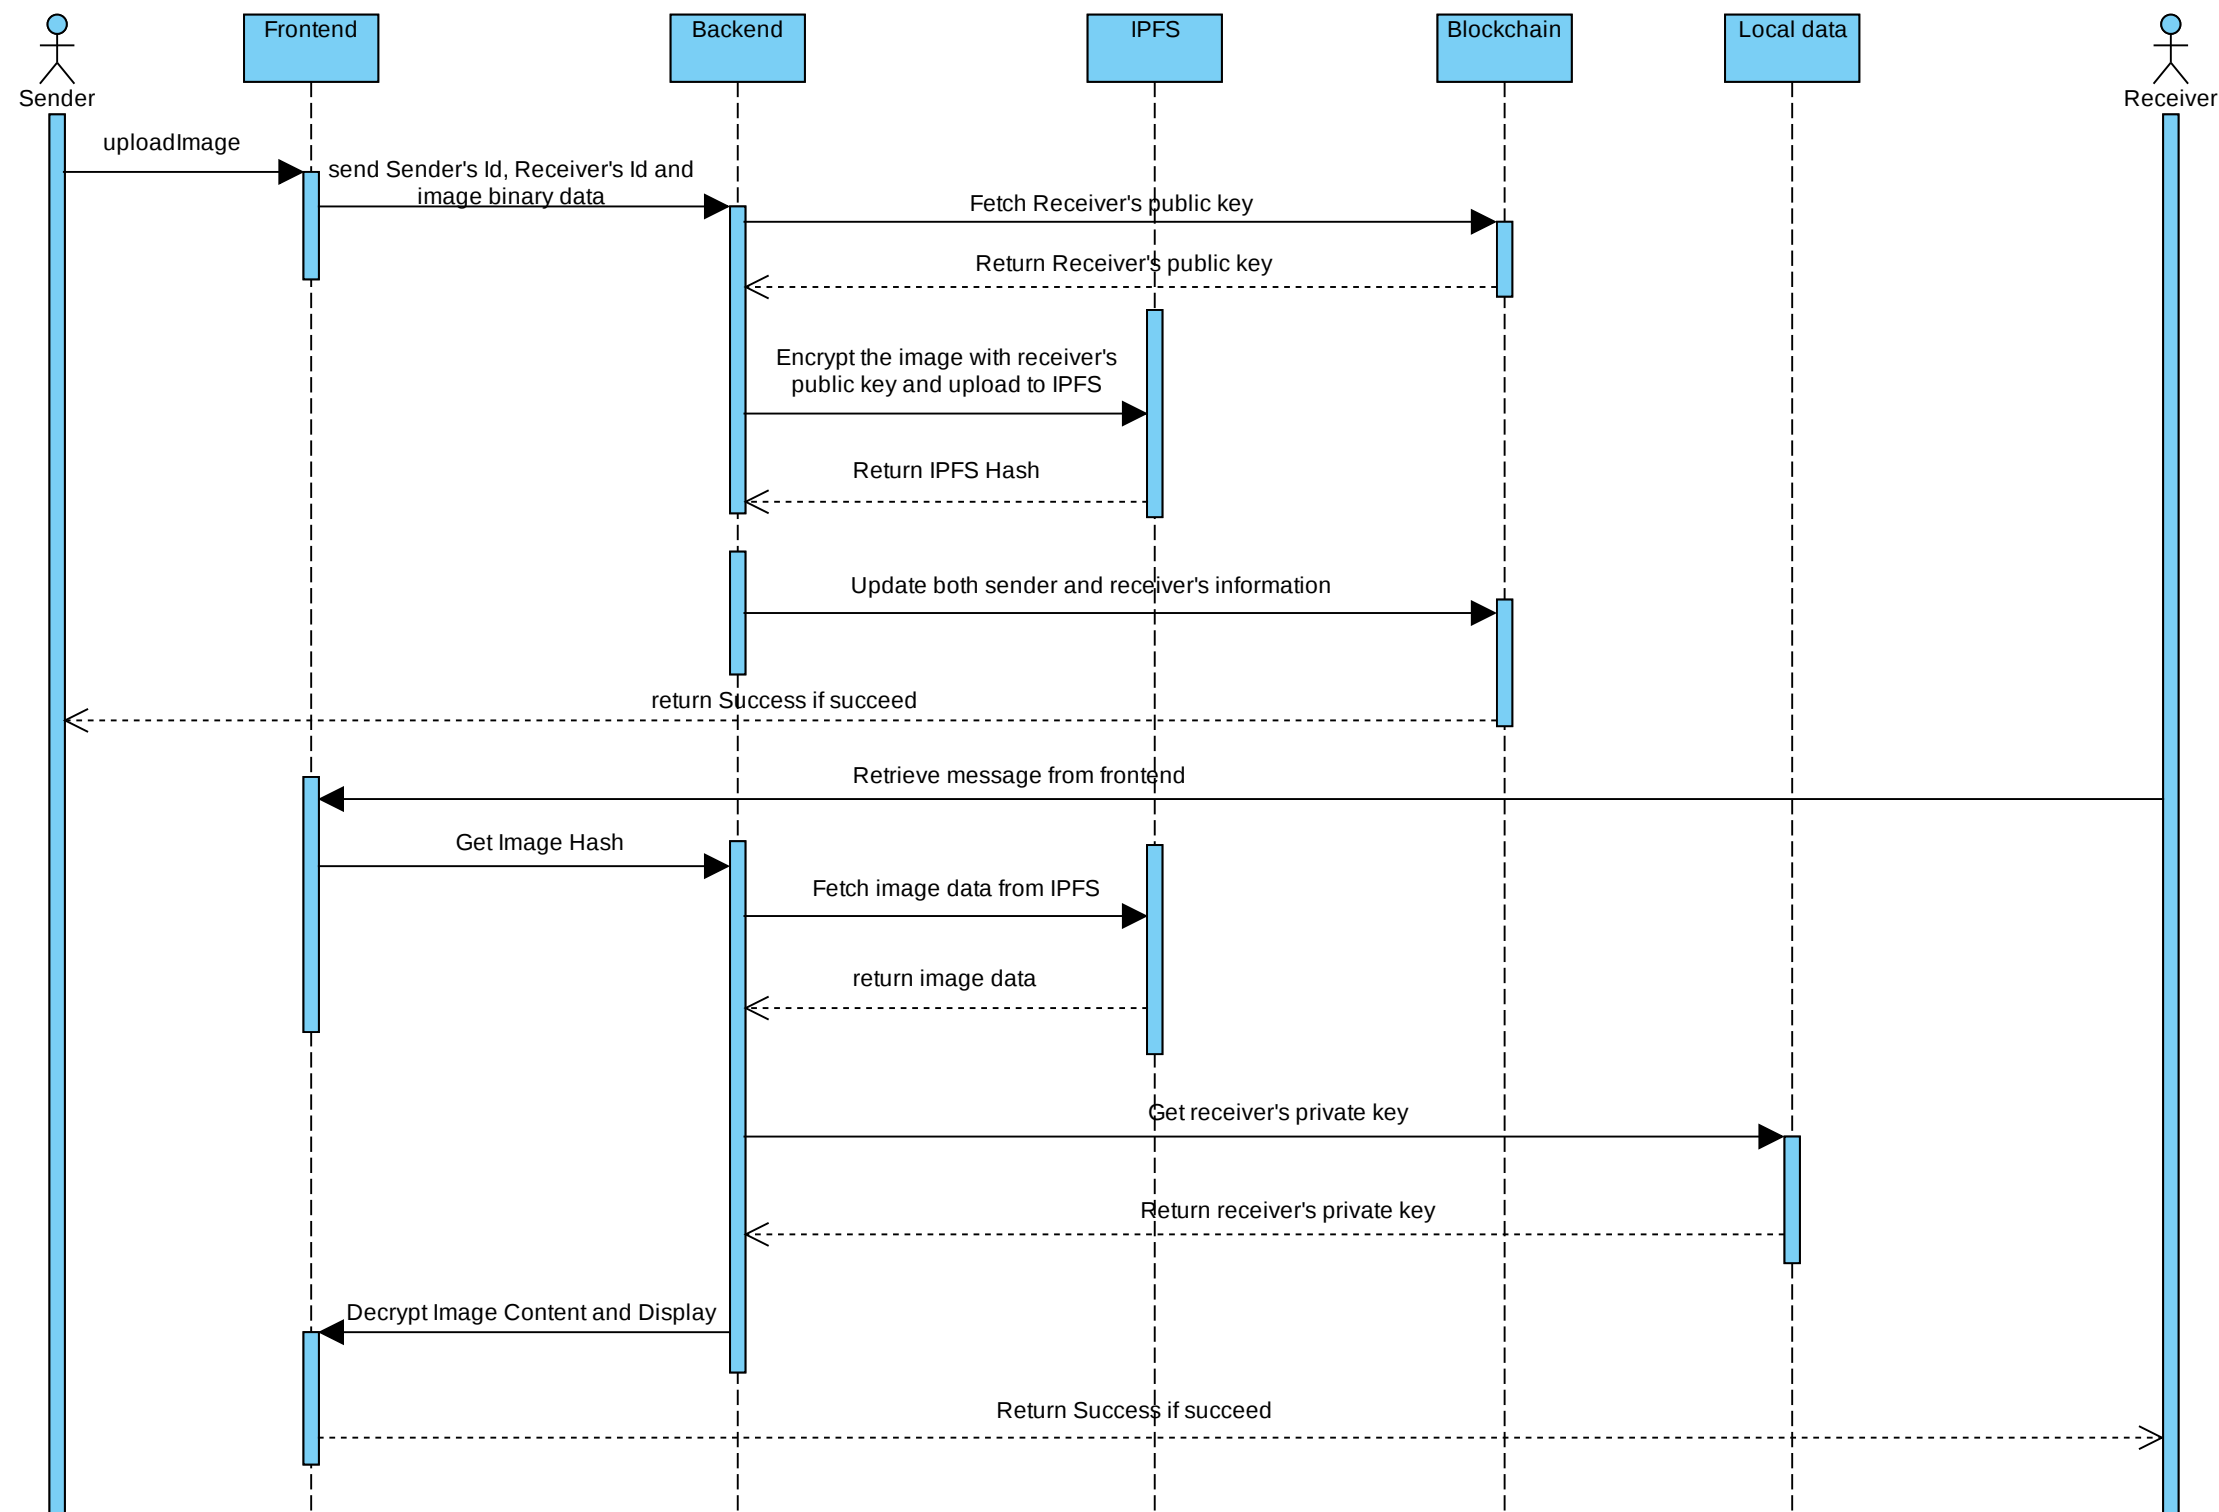 Frontend
Backend
IPFS
Blockchain
Local data
Sender
Receiver
uploadImage
send Sender's Id, Receiver's Id and
image binary data
Fetch Receiver's public key
Return Receiver's public key
Encrypt the image with receiver's
public key and upload to IPFS
Return IPFS Hash
Update both sender and receiver's information
return Success if succeed
Retrieve message from frontend
Get Image Hash
Fetch image data from IPFS
return image data
Get receiver's private key
Return receiver's private key
Decrypt Image Content and Display
Return Success if succeed